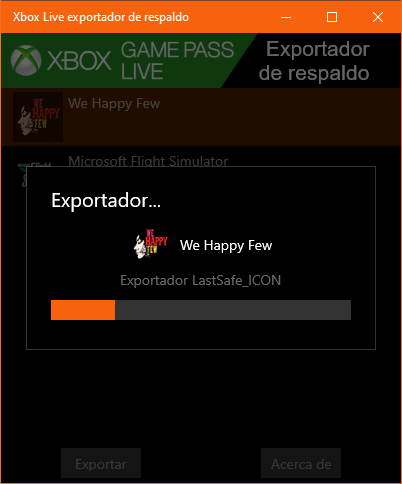 Xbox Live exportador de respaldo
XBOX
GAME PASS
LIVE
Exportador
de respaldo
WE
HAPPY
FEW
We Happy Few
Microsoft Flight Simulator
Exportador...
WE
HAPPY
FEW
We Happy Few
Exportador LastSafe_ICON
Exportar
Acerca de